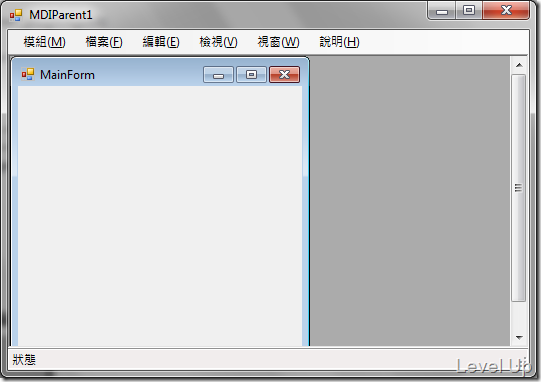 MDIParent1
模組(M) 檔案(F) 編輯(E) 檢視(V) 視窗(W) 說明(H)
MainForm
狀態
Level Up